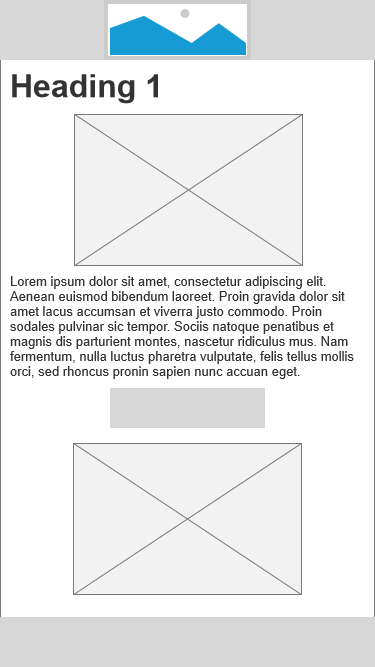 Heading 1
Lorem ipsum dolor sit amet, consectetur adipiscing elit.
Aenean euismod bibendum laoreet. Proin gravida dolor sit
amet lacus accumsan et viverra justo commodo. Proin
sodales pulvinar sic tempor. Sociis natoque penatibus et
magnis dis parturient montes, nascetur ridiculus mus. Nam
fermentum, nulla luctus pharetra vulputate, felis tellus mollis
orci, sed rhoncus pronin sapien nunc accuan eget.